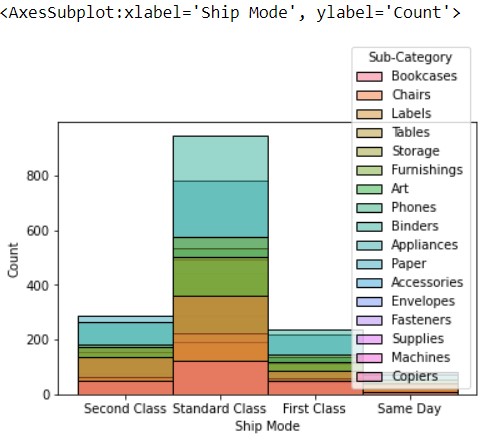 <AxesSubplot:xlabel='Ship Mode', ylabel='Count'>
Sub-Category
Bookcases
Chairs
Labels
Tables
Storage
Furnishings
Art
Phones
Binders
Appliances
Paper
Accessories
Envelopes
Fasteners
Supplies
Machines
Copiers
Count
800
600
400
200
0
Second Class Standard Class First Class Same Day
Ship Mode